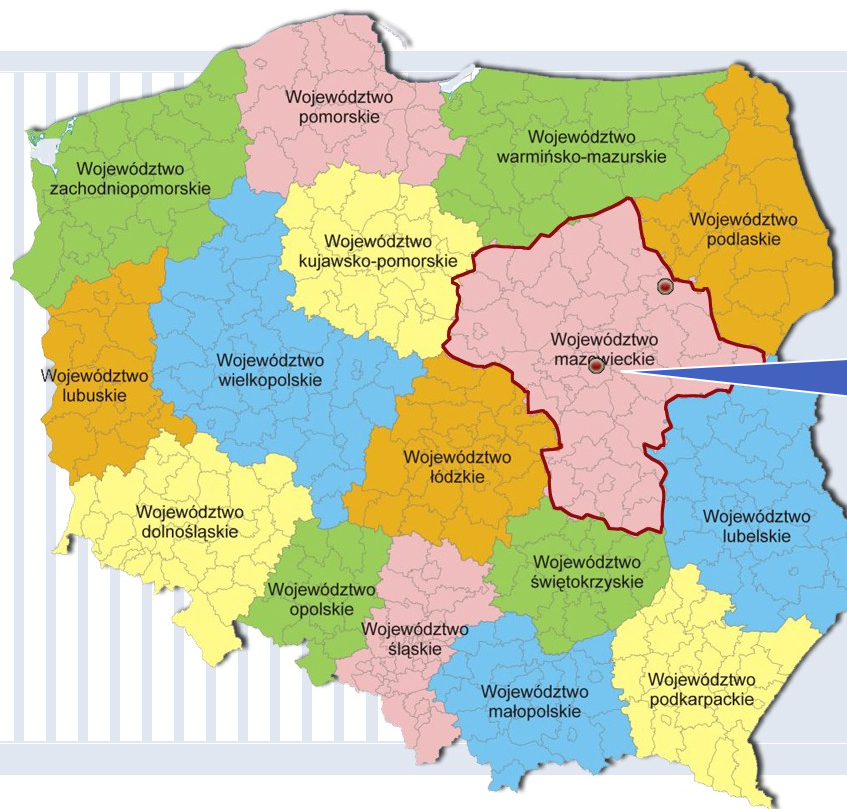 Województwo
pomorskie
Województwo
warmińsko-mazurskie
Województwo
zachodniopomorskie
Województwo
podlaskie
Województwo
kujawsko-pomorskie
Województwo
mazowieckie
Województwo
wielkopolskie
Województwo
lubuskie
Województwo
łódzkie
Województwo
dolnośląskie
Województwo
lubelskie
Województwo
świętokrzyskie
Województwo
opolskie
Województwo
śląskie
Województwo
małopolskie
Województwo
podkarpackie